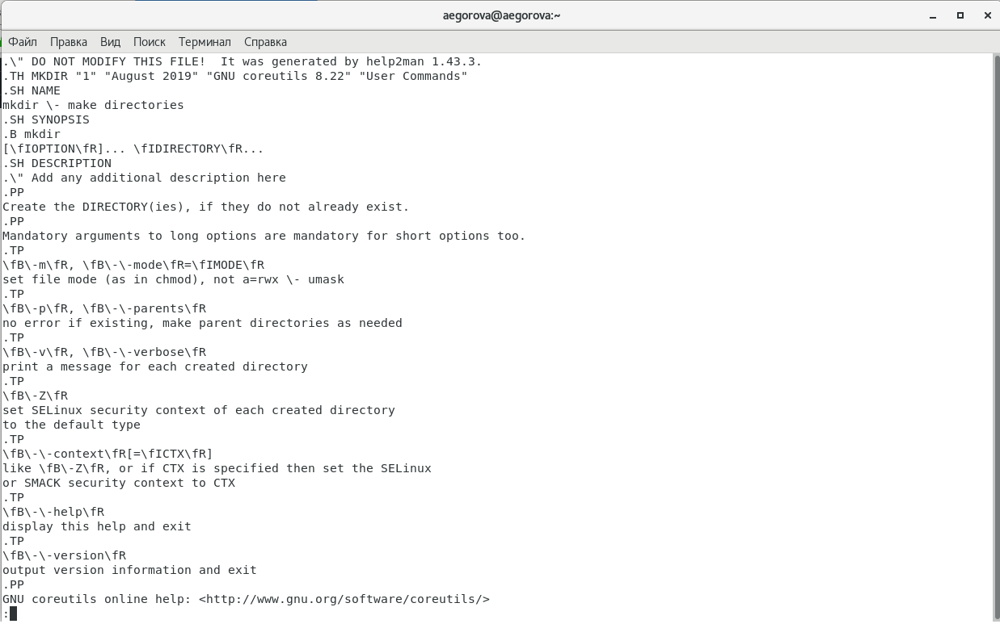 aegorova@aegorova:~
Файл Правка Вид Поиск Терминал Справка
.\" DO NOT MODIFY THIS FILE!  It was generated by help2man 1.43.3.
.TH MKDIR "1" "August 2019" "GNU coreutils 8.22" "User Commands"
.SH NAME
mkdir \- make directories
.SH SYNOPSIS
.B mkdir
[\fIOPTION\fR]... \fIDIRECTORY\fR...
.SH DESCRIPTION
.\" Add any additional description here
.PP
Create the DIRECTORY(ies), if they do not already exist.
.PP
Mandatory arguments to long options are mandatory for short options too.
.TP
\fB\-m\fR, \fB\-\-mode\fR=\fIMODE\fR
set file mode (as in chmod), not a=rwx \- umask
.TP
\fB\-p\fR, \fB\-\-parents\fR
no error if existing, make parent directories as needed
.TP
\fB\-v\fR, \fB\-\-verbose\fR
print a message for each created directory
.TP
\fB\-Z\fR
set SELinux security context of each created directory
to the default type
.TP
\fB\-\-context\fR[=\fICTX\fR]
like \fB\-Z\fR, or if CTX is specified then set the SELinux
or SMACK security context to CTX
.TP
\fB\-\-help\fR
display this help and exit
.TP
\fB\-\-version\fR
output version information and exit
.PP
GNU coreutils online help: <http://www.gnu.org/software/coreutils/>
: